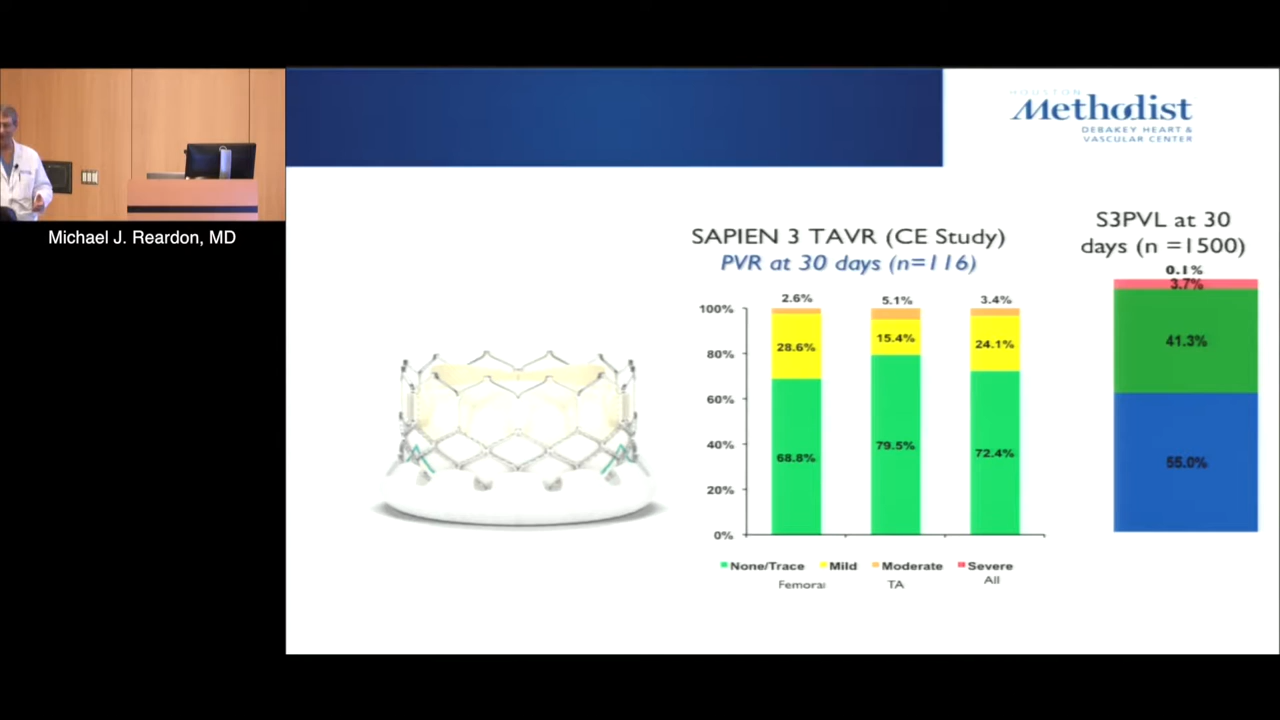 HOUSTON
Methodist
DEBAKEY HEART &
VASCULAR CENTER
Michael J. Reardon, MD
SAPIEN 3 TAVR (CE Study)
PVR at 30 days (n=116)
2.6%
5.1%
3.4%
100%
80%
60%
40%
20%
0%
28.6%
15.4%
24.1%
68.8%
79.5%
72.4%
None/Trace
Mild
Moderate
Severe
Femoral
TA
All
S3PVL at 30
days (n =1500)
0.1%
3.7%
41.3%
55.0%